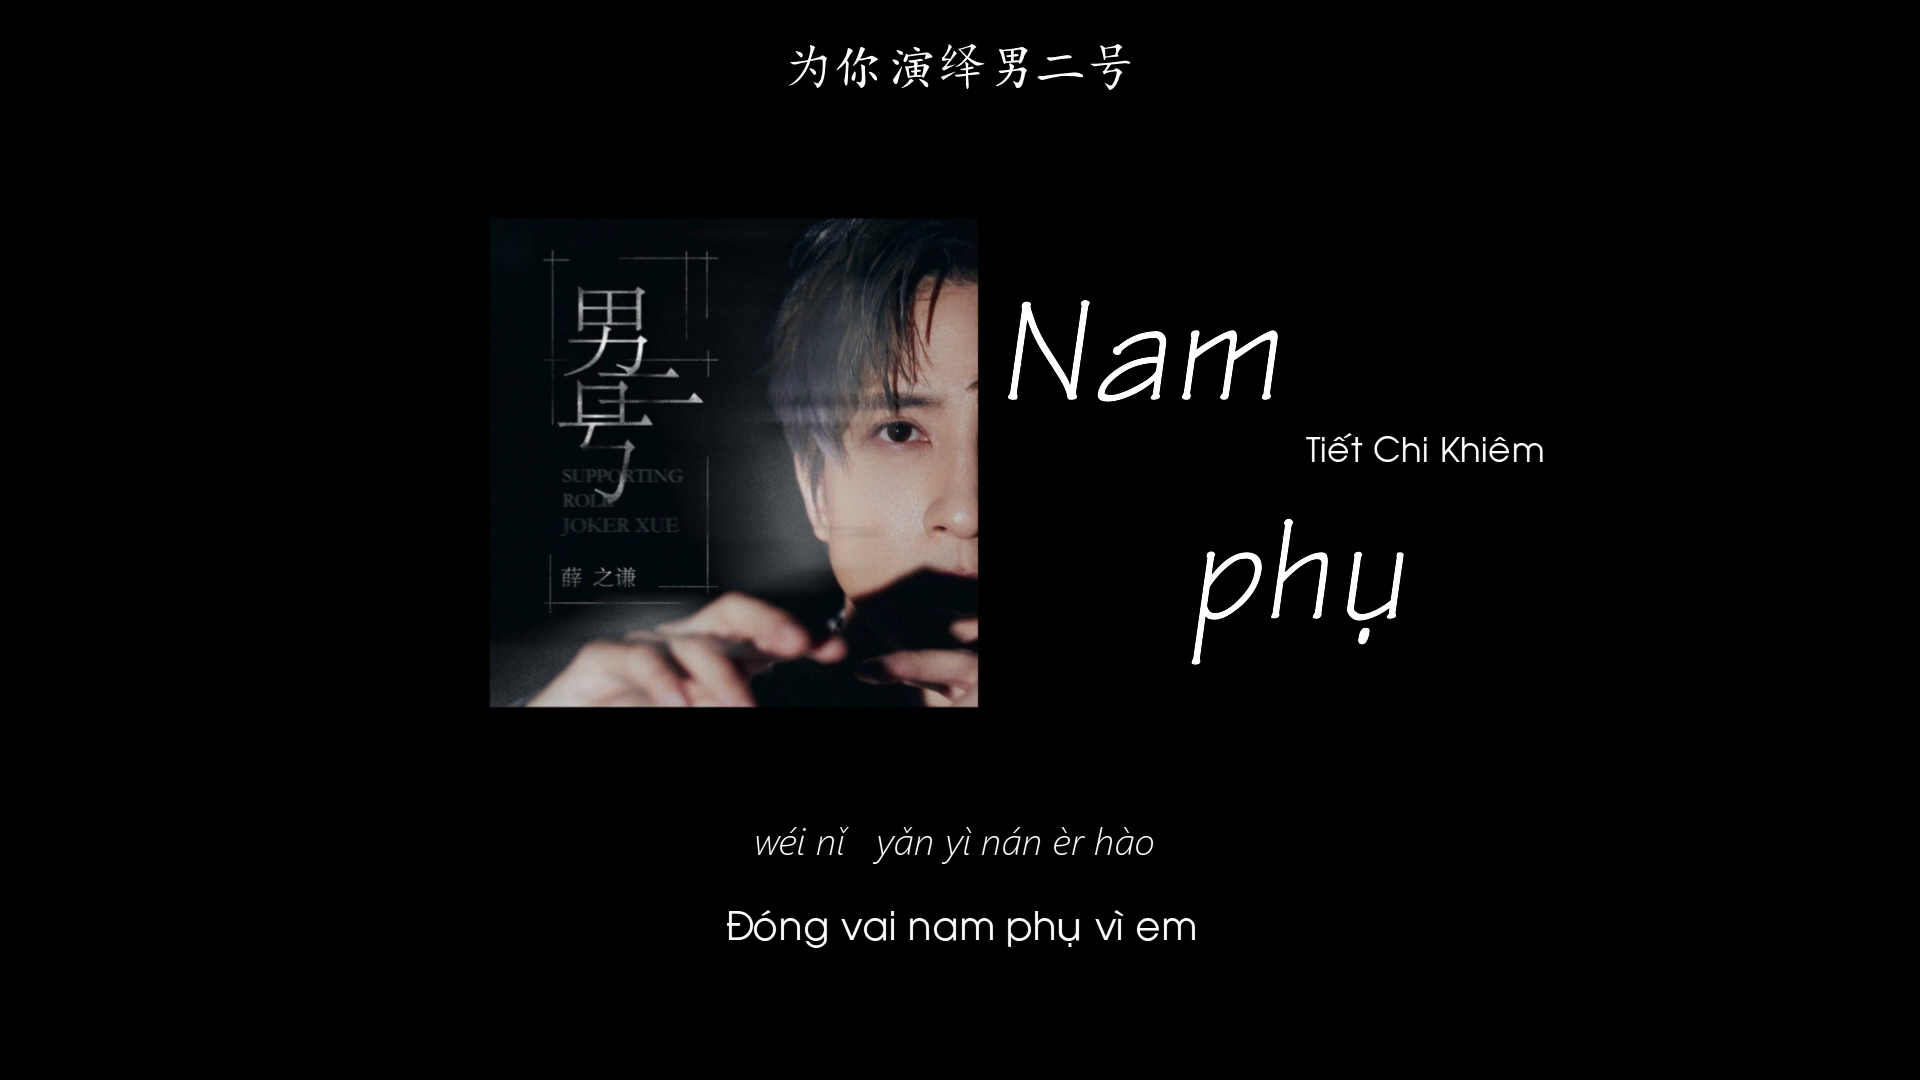 为你演绎男二号
男二号
SUPPORTING
ROLE
JOKER XUE
薛之谦
Nam
Tiết Chi Khiêm
phụ
wéi nǐ yǎn yì nán èr hào
Đóng vai nam phụ vì em